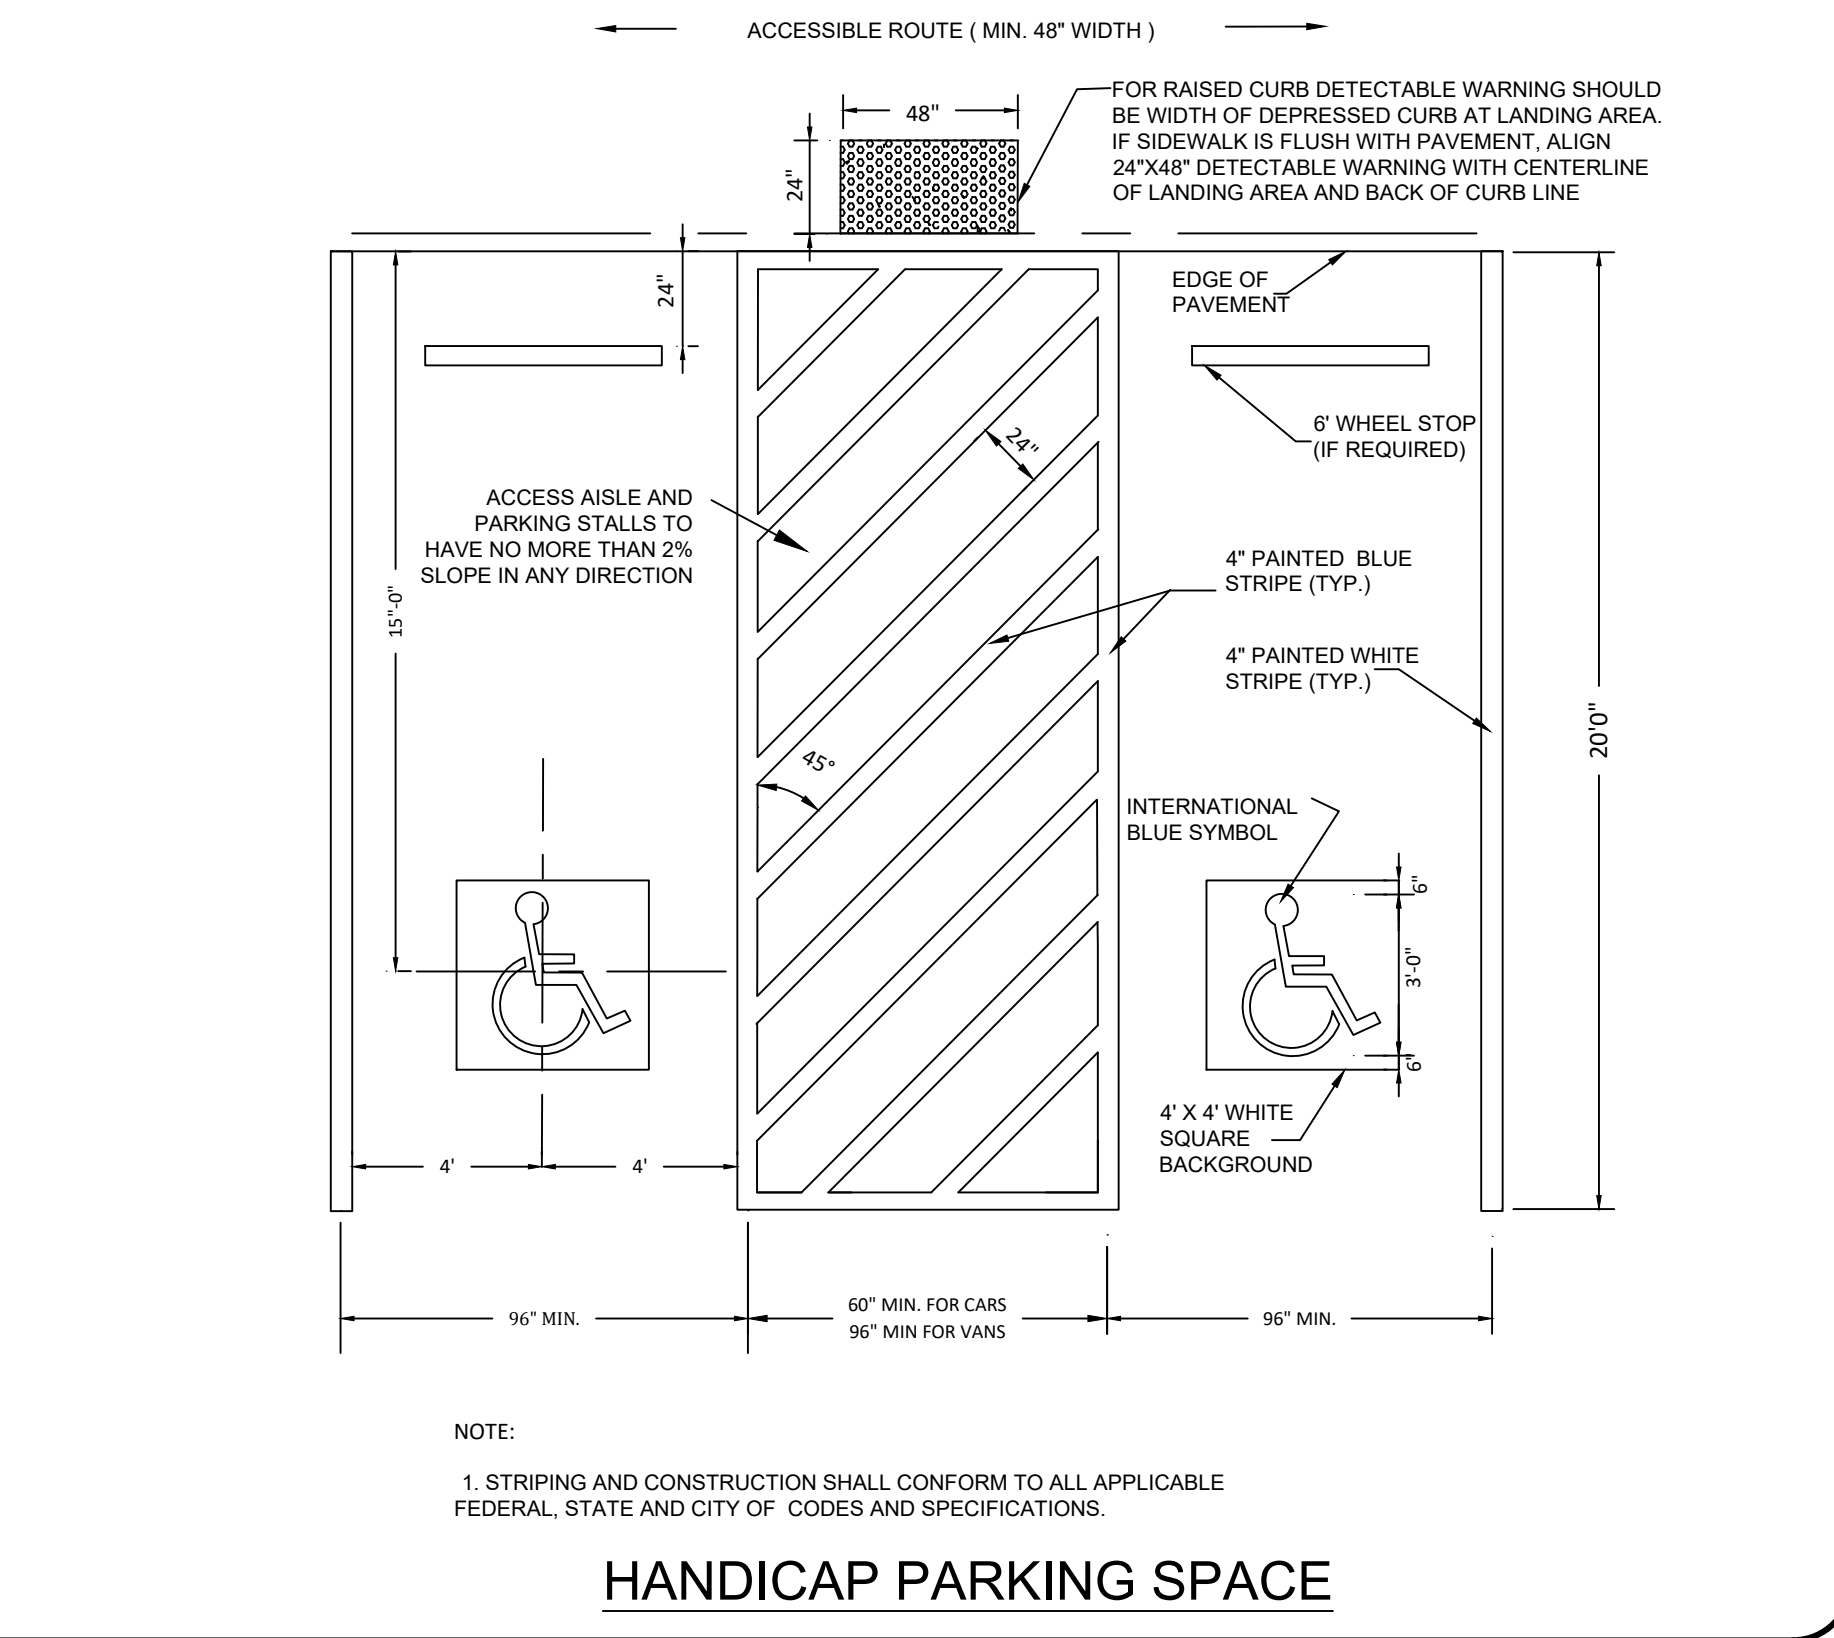 ACCESSIBLE ROUTE ( MIN. 48" WIDTH )
FOR RAISED CURB DETECTABLE WARNING SHOULD
BE WIDTH OF DEPRESSED CURB AT LANDING AREA.
IF SIDEWALK IS FLUSH WITH PAVEMENT, ALIGN
24"X48" DETECTABLE WARNING WITH CENTERLINE
OF LANDING AREA AND BACK OF CURB LINE
48"
24"
24"
EDGE OF
PAVEMENT
6' WHEEL STOP
(IF REQUIRED)
24"
ACCESS AISLE AND
PARKING STALLS TO
HAVE NO MORE THAN 2%
SLOPE IN ANY DIRECTION
15"-0"
4" PAINTED  BLUE
STRIPE (TYP.)
4" PAINTED WHITE
STRIPE (TYP.)
20'0"
45°
INTERNATIONAL
BLUE SYMBOL
6"
3'-0"
6"
4' X 4' WHITE
SQUARE
BACKGROUND
4'
4'
96" MIN.
60" MIN. FOR CARS
96" MIN FOR VANS
96" MIN.
NOTE:
1. STRIPING AND CONSTRUCTION SHALL CONFORM TO ALL APPLICABLE
FEDERAL, STATE AND CITY OF  CODES AND SPECIFICATIONS.
HANDICAP PARKING SPACE